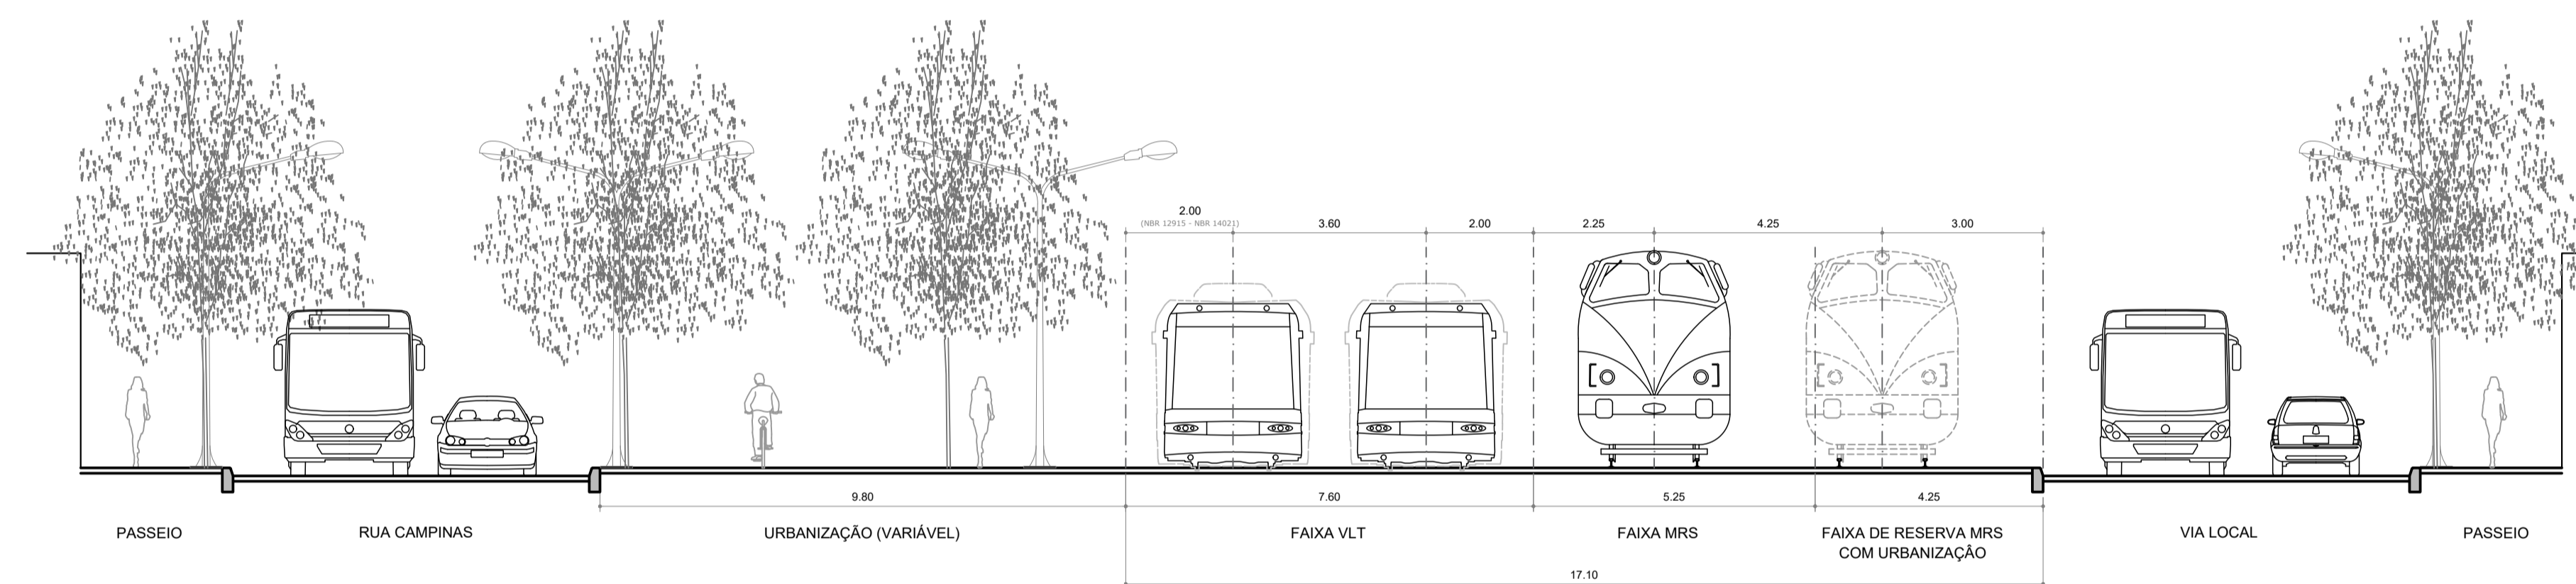 2.00
(NBR 12915 - NBR 14021)
3.60
2.00
2.25
4.25
3.00
9.80
7.60
5.25
4.25
PASSEIO
RUA CAMPINAS
URBANIZAÇÃO (VARIÁVEL)
FAIXA VLT
FAIXA MRS
FAIXA DE RESERVA MRS
COM URBANIZAÇÂO
VIA LOCAL
PASSEIO
17.10